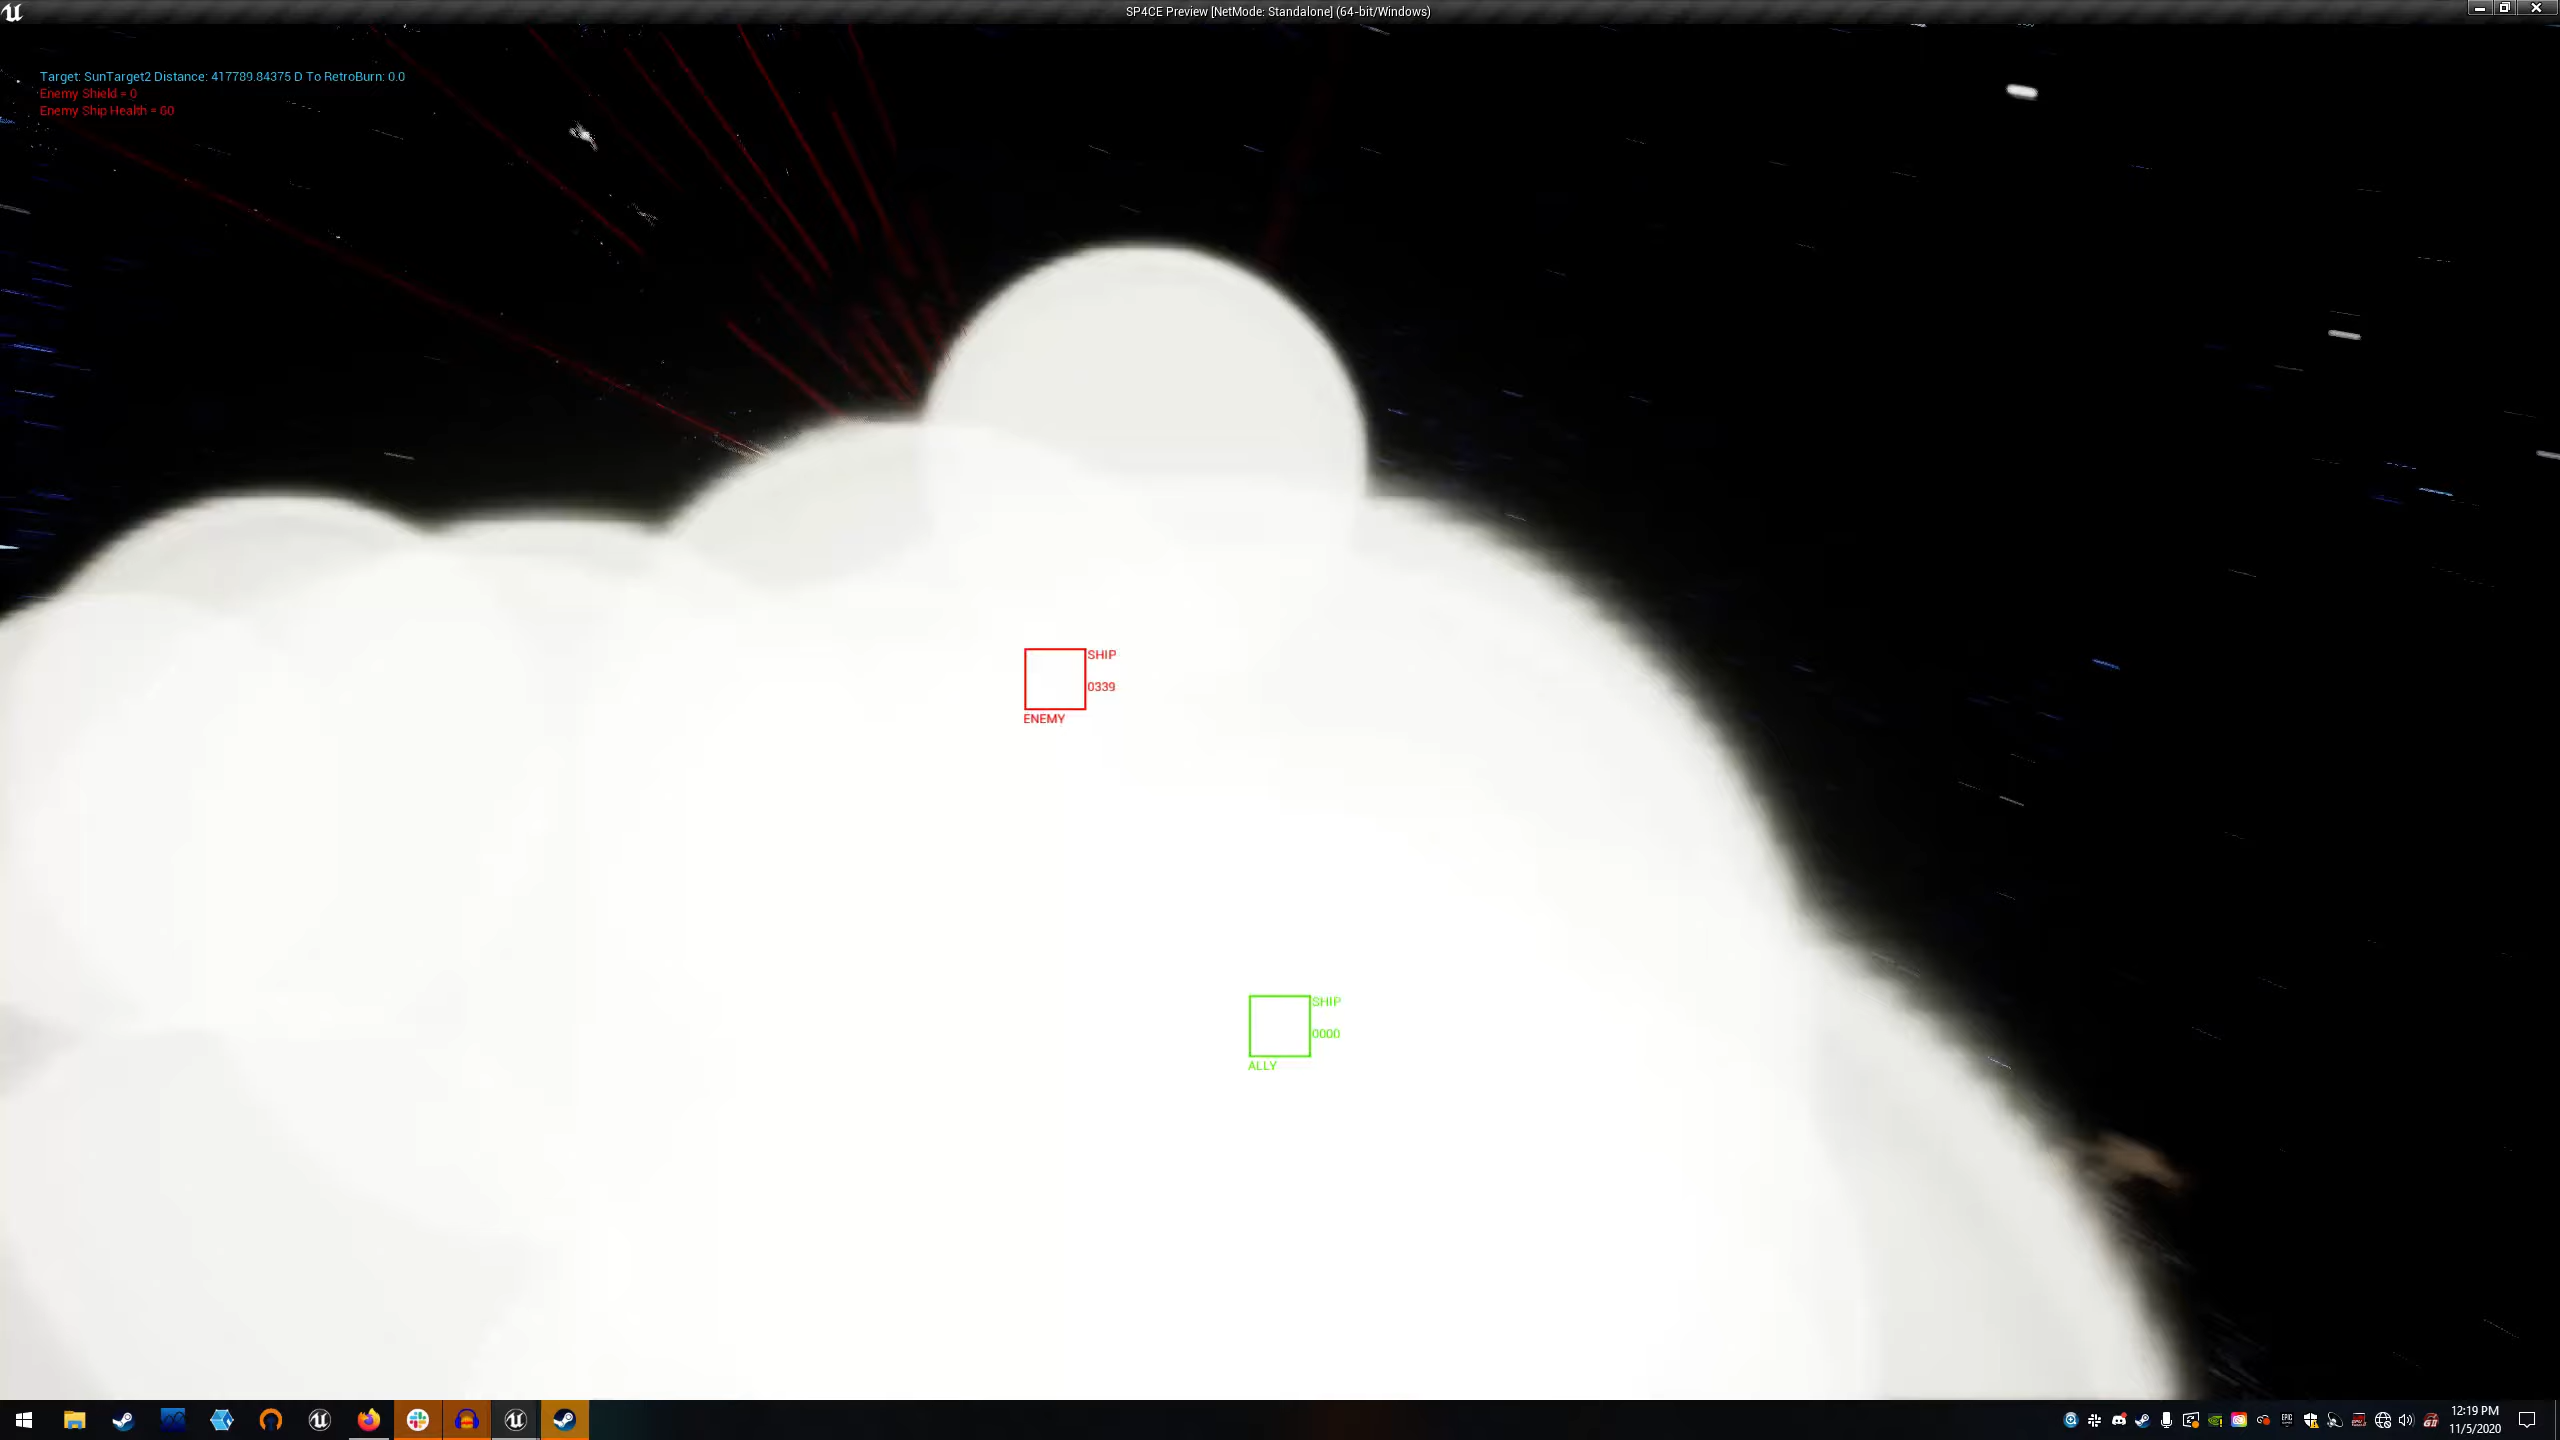 SP4CE Preview [NetMode: Standalone] (64-bit/Windows)
Target: SunTarget2 Distance: 417789.84375 D To RetroBurn: 0.0
Enemy Shield = 0
Enemy Ship Health = 60
SHIP
0339
ENEMY
SHIP
0000
ALLY
12:19 PM
11/5/2020